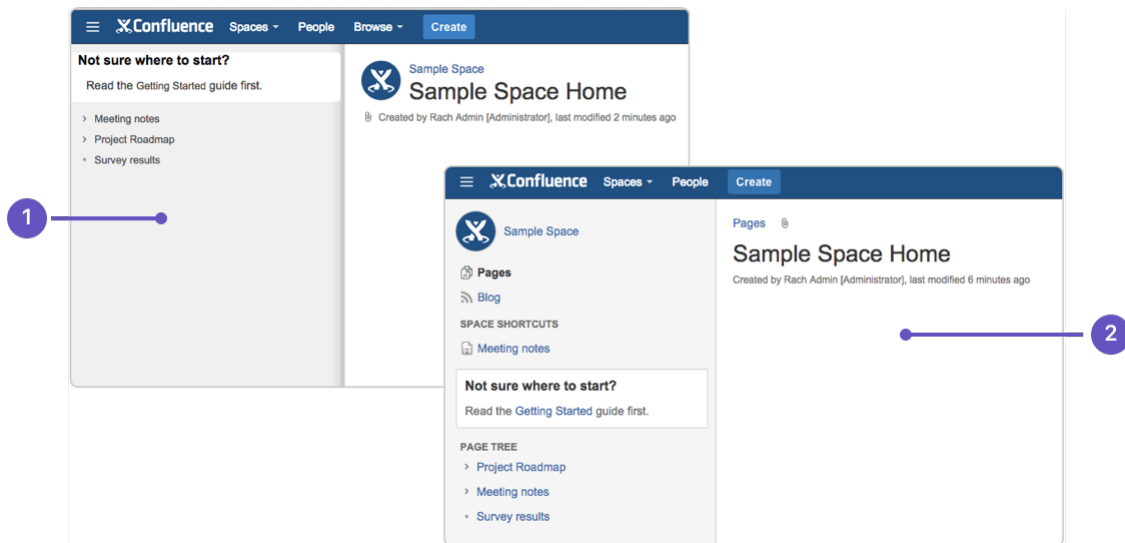 Confluence Spaces People Browse Create
Not sure where to start?
Read the Getting Started guide first.
Meeting notes
Project Roadmap
Survey results
Sample Space
Sample Space Home
Created by Rach Admin [Administrator], last modified 2 minutes ago
1
Confluence Spaces People Create
Sample Space
Pages
Blog
SPACE SHORTCUTS
Meeting notes
Not sure where to start?
Read the Getting Started guide first.
PAGE TREE
Project Roadmap
Meeting notes
Survey results
Pages
Sample Space Home
Created by Rach Admin [Administrator], last modified 6 minutes ago
2